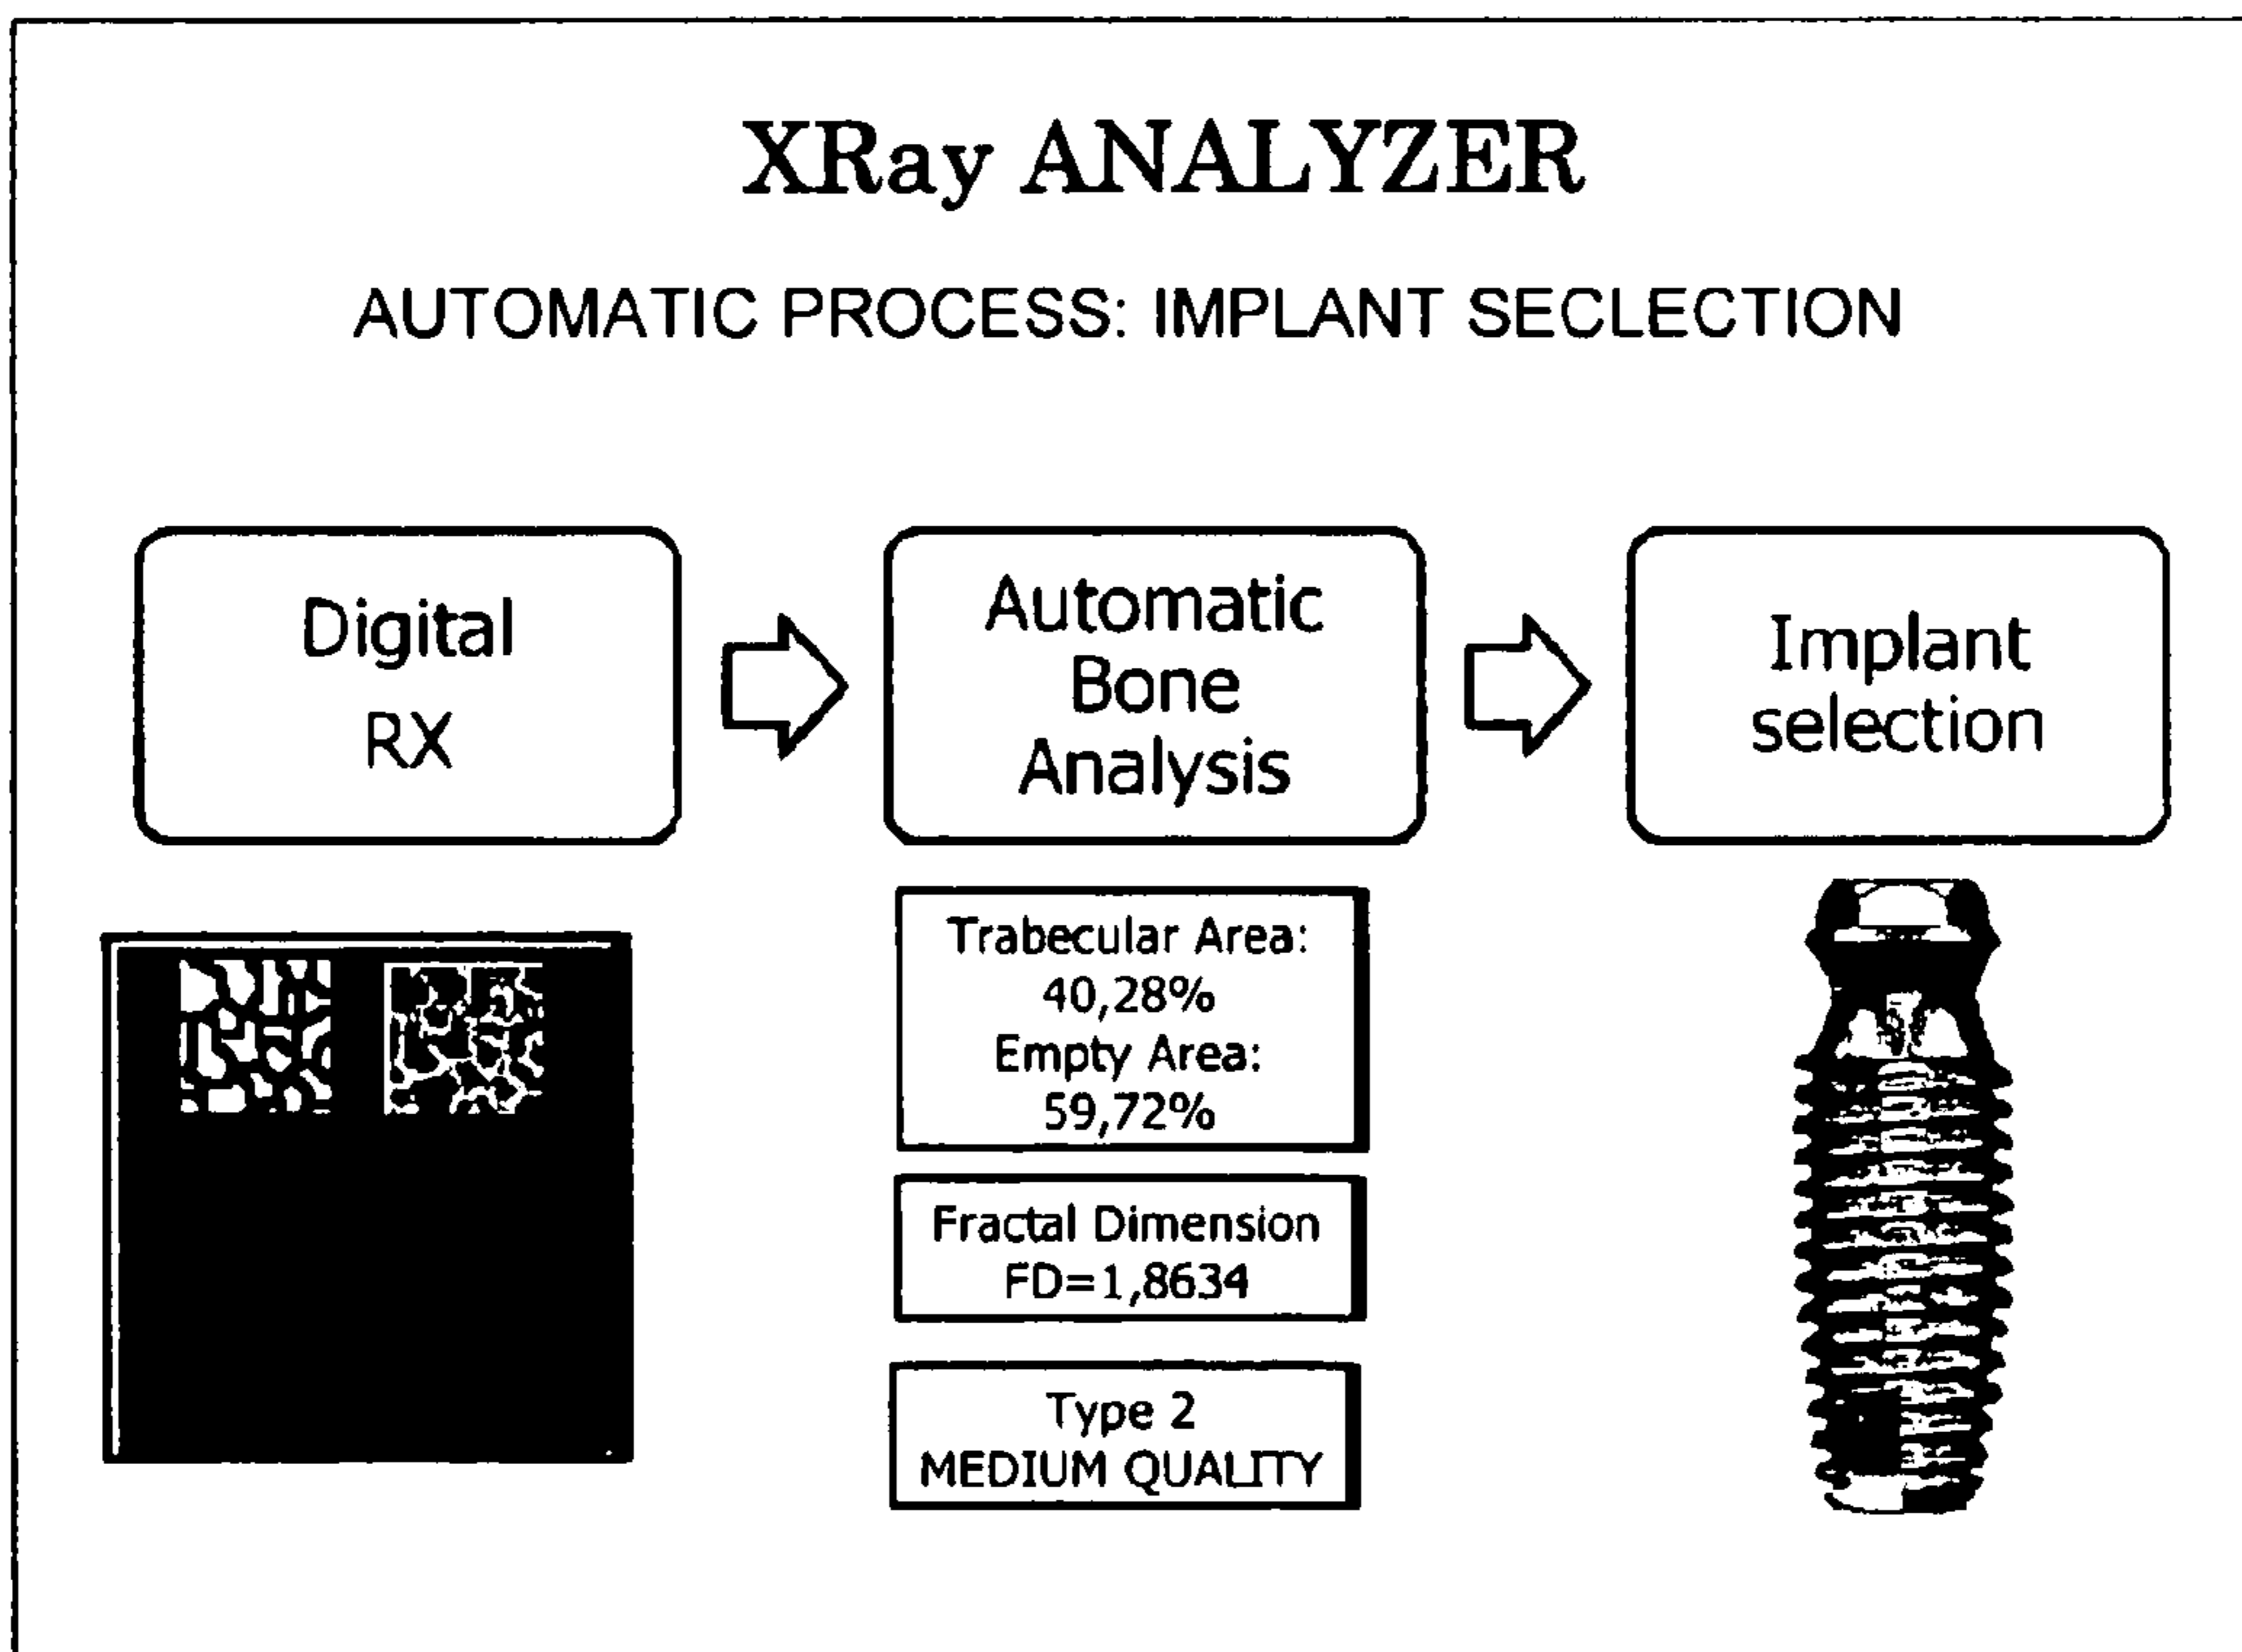 XRay ANALYZER
AUTOMATIC PROCESS: IMPLANT SECLECTION
Digital
RX
Automatic
Bone
Analysis
Implant
selection
Trabecular Area:
40,28%
Empty Area:
59,72%
Fractal Dimension
FD=1,8634
Type 2
MEDIUM QUALITY